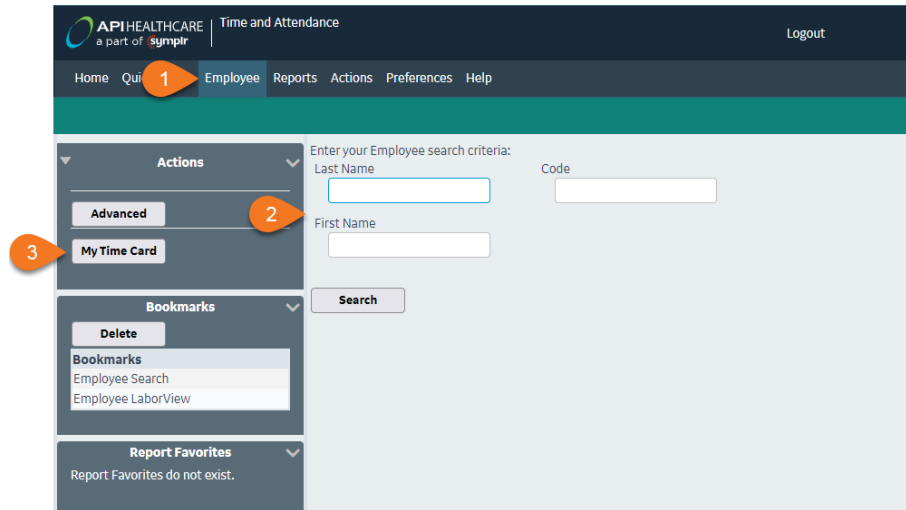 APIHEALTHCARE
a part of symplr
Time and Attendance
Logout
Home Qui 1 Employee Reports Actions Preferences Help
Actions
Advanced
3 My Time Card
Bookmarks
Delete
Bookmarks
Employee Search
Employee LaborView
Report Favorites
Report Favorites do not exist.
Enter your Employee search criteria:
Last Name Code
2
First Name
Search